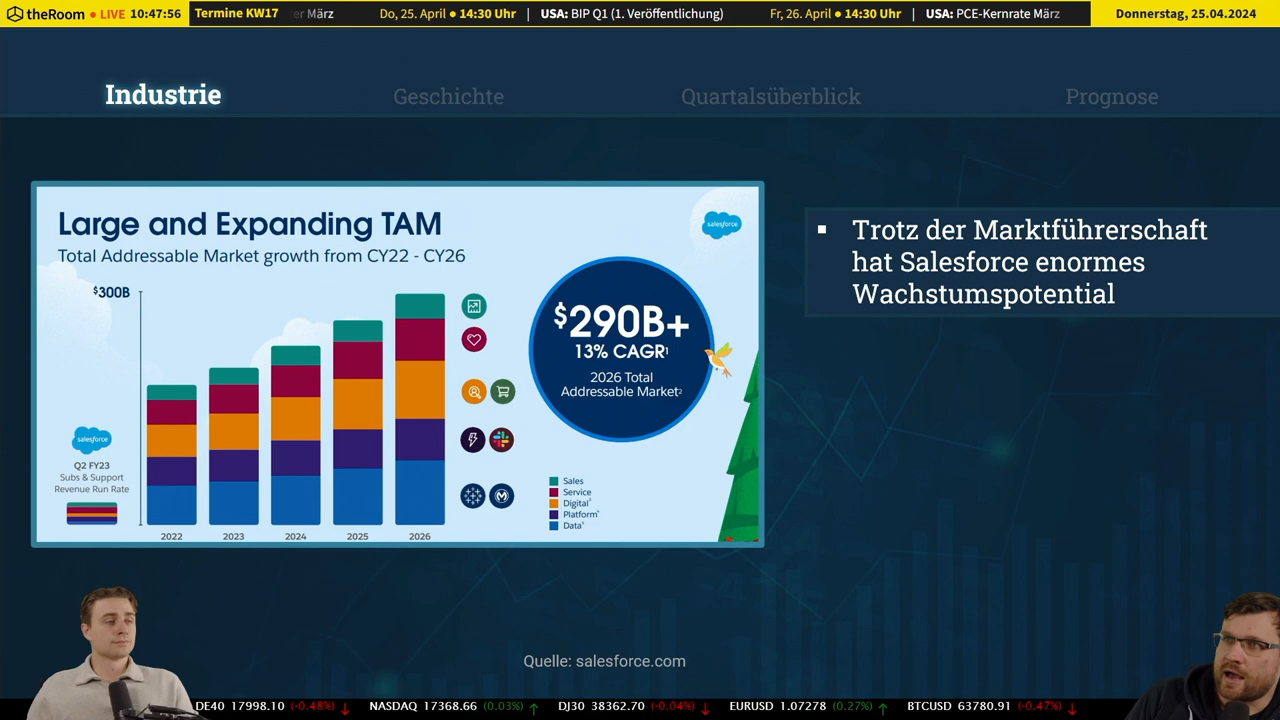 theRoom ● LIVE 10:47:56
Termine KW17
er März
Do, 25. April ● 14:30 Uhr | USA: BIP Q1 (1. Veröffentlichung)
Fr, 26. April ● 14:30 Uhr | USA: PCE-Kernrate März
Donnerstag, 25.04.2024
Industrie
Geschichte
Quartalsüberblick
Prognose
Large and Expanding TAM
Total Addressable Market growth from CY22 - CY26
salesforce
$300B
$290B+
13% CAGR¹
2026 Total
Addressable Market²
salesforce
Q2 FY23
Subs & Support
Revenue Run Rate
Sales
Service
Digital
Platform
Data
2022
2023
2024
2025
2026
▪ Trotz der Marktführerschaft
hat Salesforce enormes
Wachstumspotential
Quelle: salesforce.com
DE40 17998.10 (-0.48%) ↓ NASDAQ 17368.66 (0.03%) ↑ DJ30 38362.70 (-0.04%) ↓ EURUSD 1.07278 (0.27%) ↑ BTCUSD 63780.91 (-0.47%) ↓